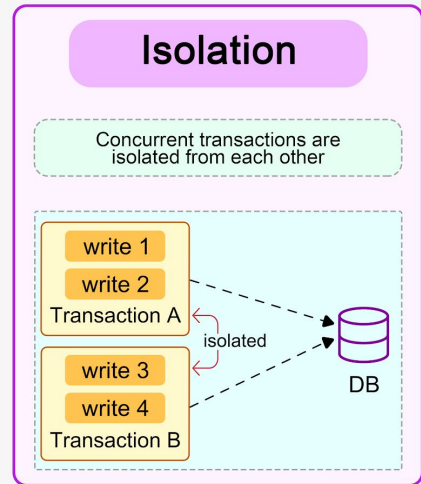 Isolation
Concurrent transactions are
isolated from each other
write 1
write 2
Transaction A
isolated
write 3
write 4
Transaction B
DB